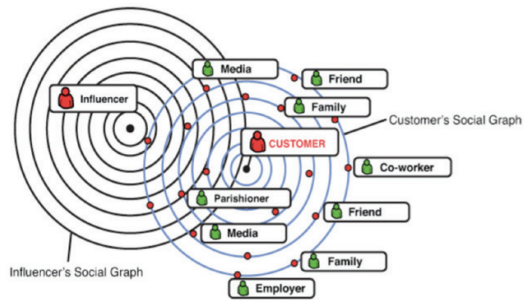 Media
Friend
Influencer
Family
Customer's Social Graph
CUSTOMER
Co-worker
Parishioner
Friend
Media
Family
Influencer's Social Graph
Employer